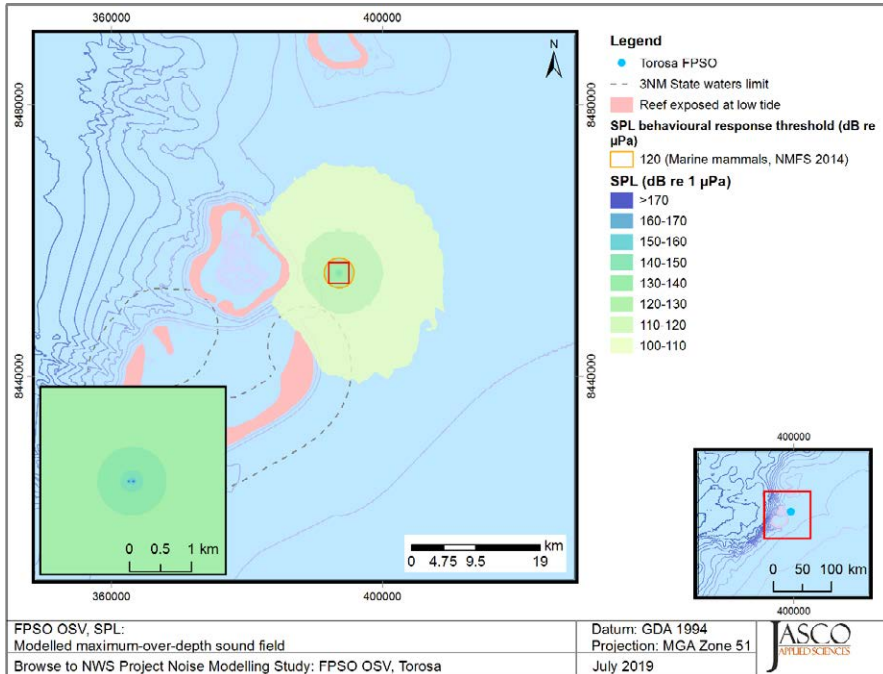 360000
400000
8480000
8480000
8440000
8440000
N
0 0.5 1 km
km
0 4.75 9.5 19
360000
400000
Legend
Torosa FPSO
3NM State waters limit
Reef exposed at low tide
SPL behavioural response threshold (dB re
µPa)
120 (Marine mammals, NMFS 2014)
SPL (dB re 1 µPa)
>170
160-170
150-160
140-150
130-140
120-130
110-120
100-110
400000
0 50 100 km
400000
FPSO OSV, SPL:
Modelled maximum-over-depth sound field
Browse to NWS Project Noise Modelling Study: FPSO OSV, Torosa
Datum: GDA 1994
Projection: MGA Zone 51
July 2019
JASCO
APPLIED SCIENCES